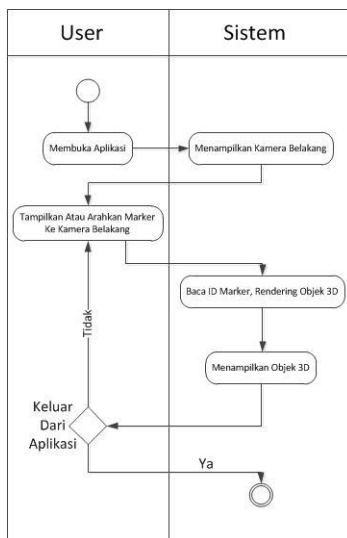 User
Sistem
Membuka Aplikasi
Menampilkan Kamera Belakang
Tampilkan Atau Arahkan Marker
Ke Kamera Belakang
Baca ID Marker, Rendering Objek 3D
Menampilkan Objek 3D
Tidak
Keluar
Dari
Aplikasi
Ya